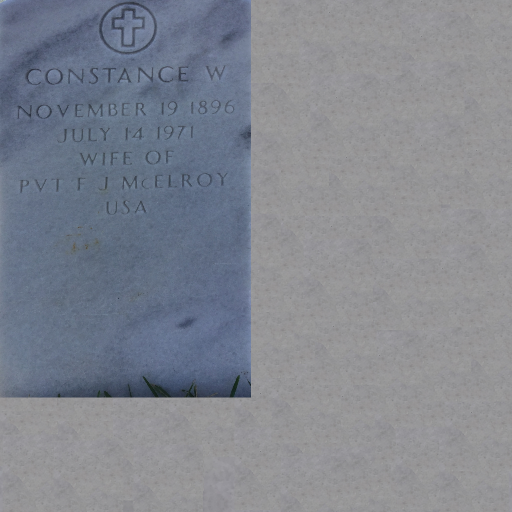 CONSTANCE W
NOVEMBER 19 1896
JULY 14 1971
WIFE OF
PVT F J McELROY
USA